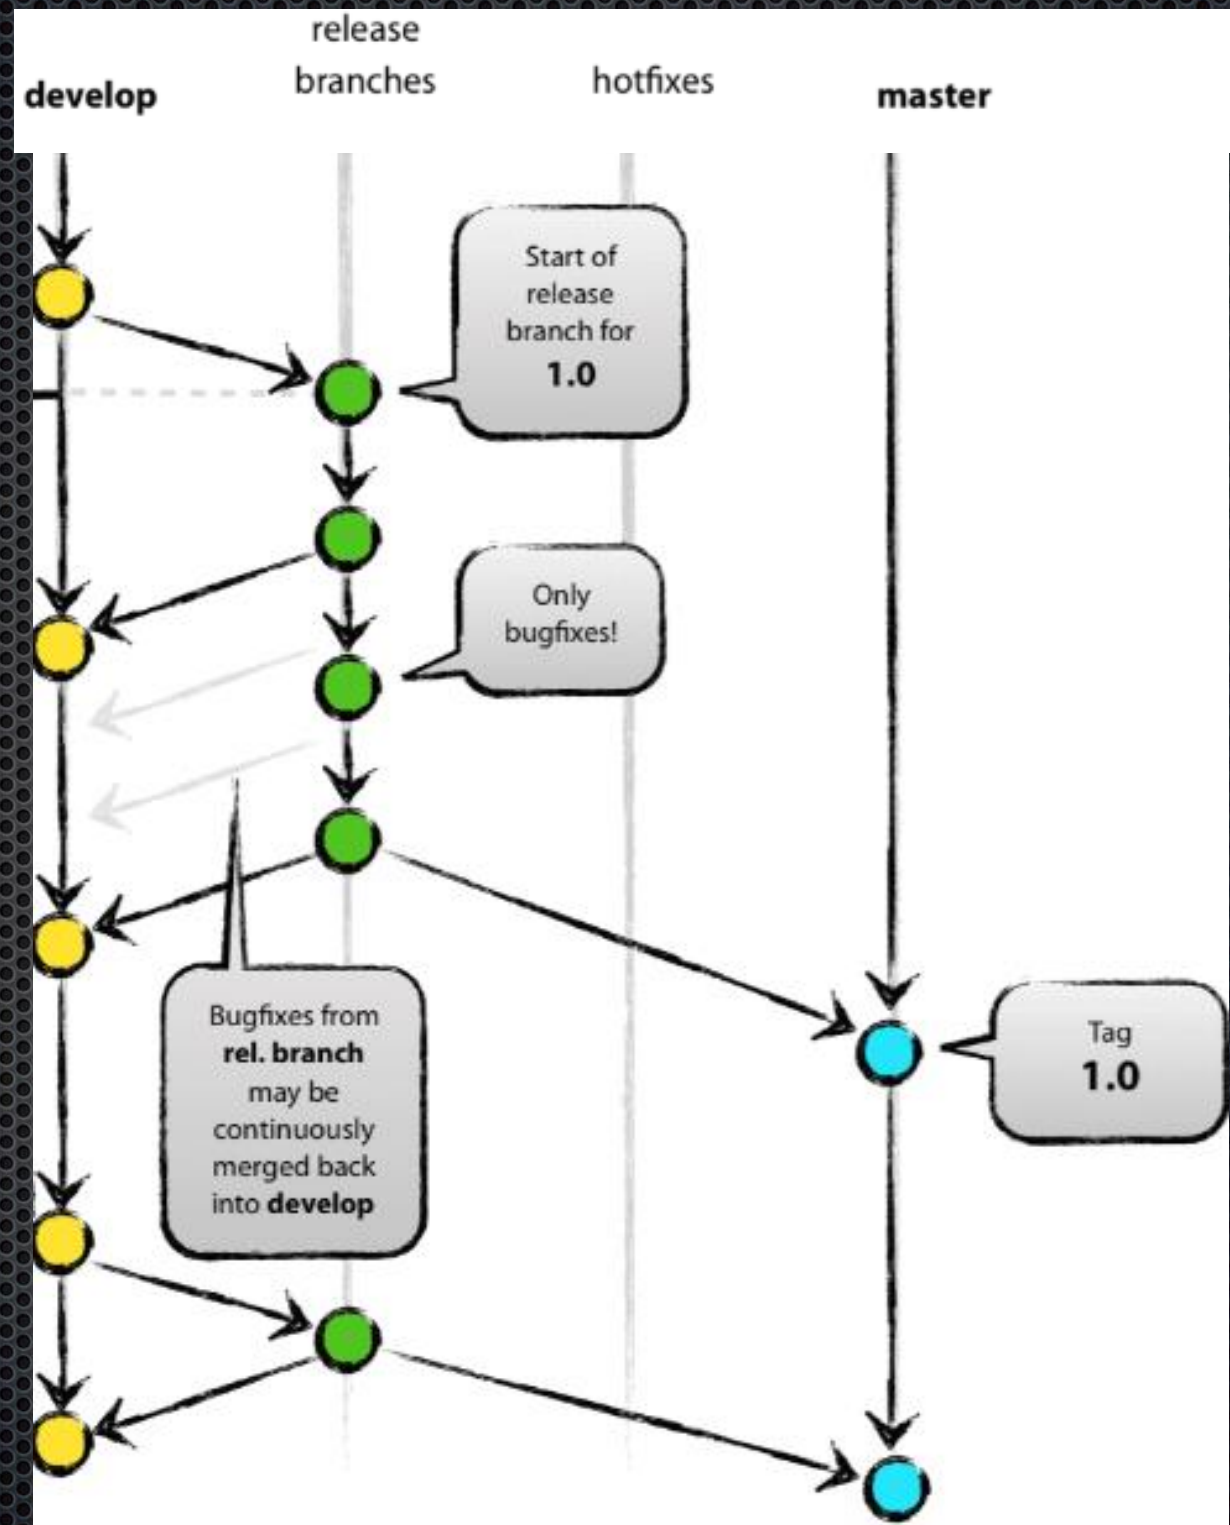 release
branches
develop
hotfixes
master
Start of
release
branch for
1.0
Only
bugfixes!
Bugfixes from
rel. branch
may be
continuously
merged back
into develop
Tag
1.0